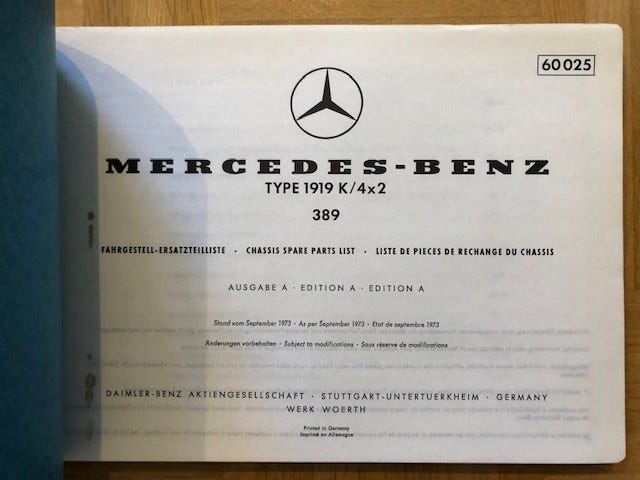 60025
MERCEDES-BENZ
TYPE 1919 K/4x2
389
FAHRGESTELL-ERSATZTEILLISTE · CHASSIS SPARE PARTS LIST · LISTE DE PIECES DE RECHANGE DU CHASSIS
AUSGABE A · EDITION A · EDITION A
Stand vom September 1973 · As per September 1973 · Etat de septembre 1973
Änderungen vorbehalten · Subject to modifications · Sous réserve de modifications
DAIMLER-BENZ AKTIENGESELLSCHAFT · STUTTGART-UNTERTUERKHEIM · GERMANY
WERK WOERTH
Printed in Germany
Imprimé en Allemagne